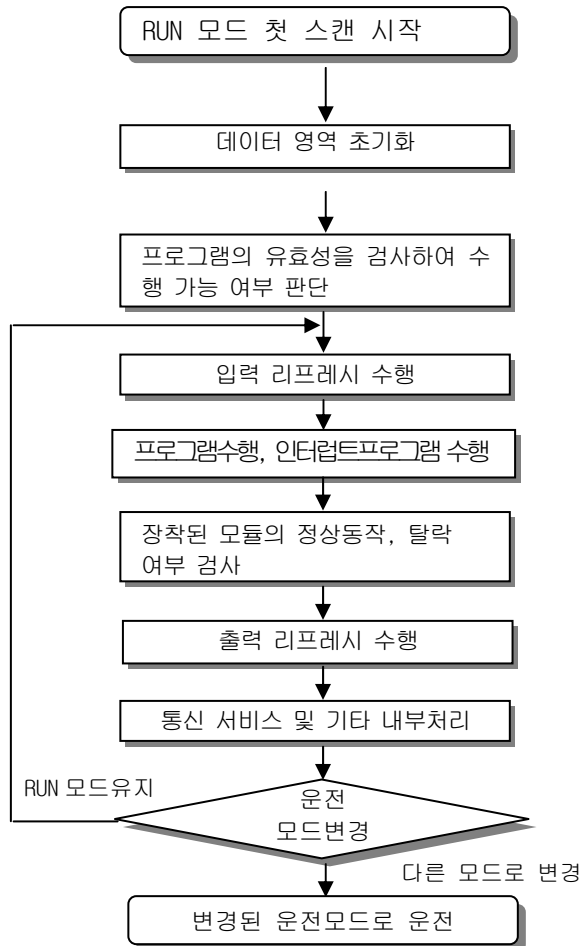 RUN 모드 첫 스캔 시작
데이터 영역 초기화
프로그램의 유효성을 검사하여 수
행 가능 여부 판단
입력 리프레시 수행
프로그램수행, 인터럽트프로그램 수행
장착된 모듈의 정상동작, 탈락
여부 검사
출력 리프레시 수행
통신 서비스 및 기타 내부처리
RUN 모드유지
운전
모드변경
다른 모드로 변경
변경된 운전모드로 운전